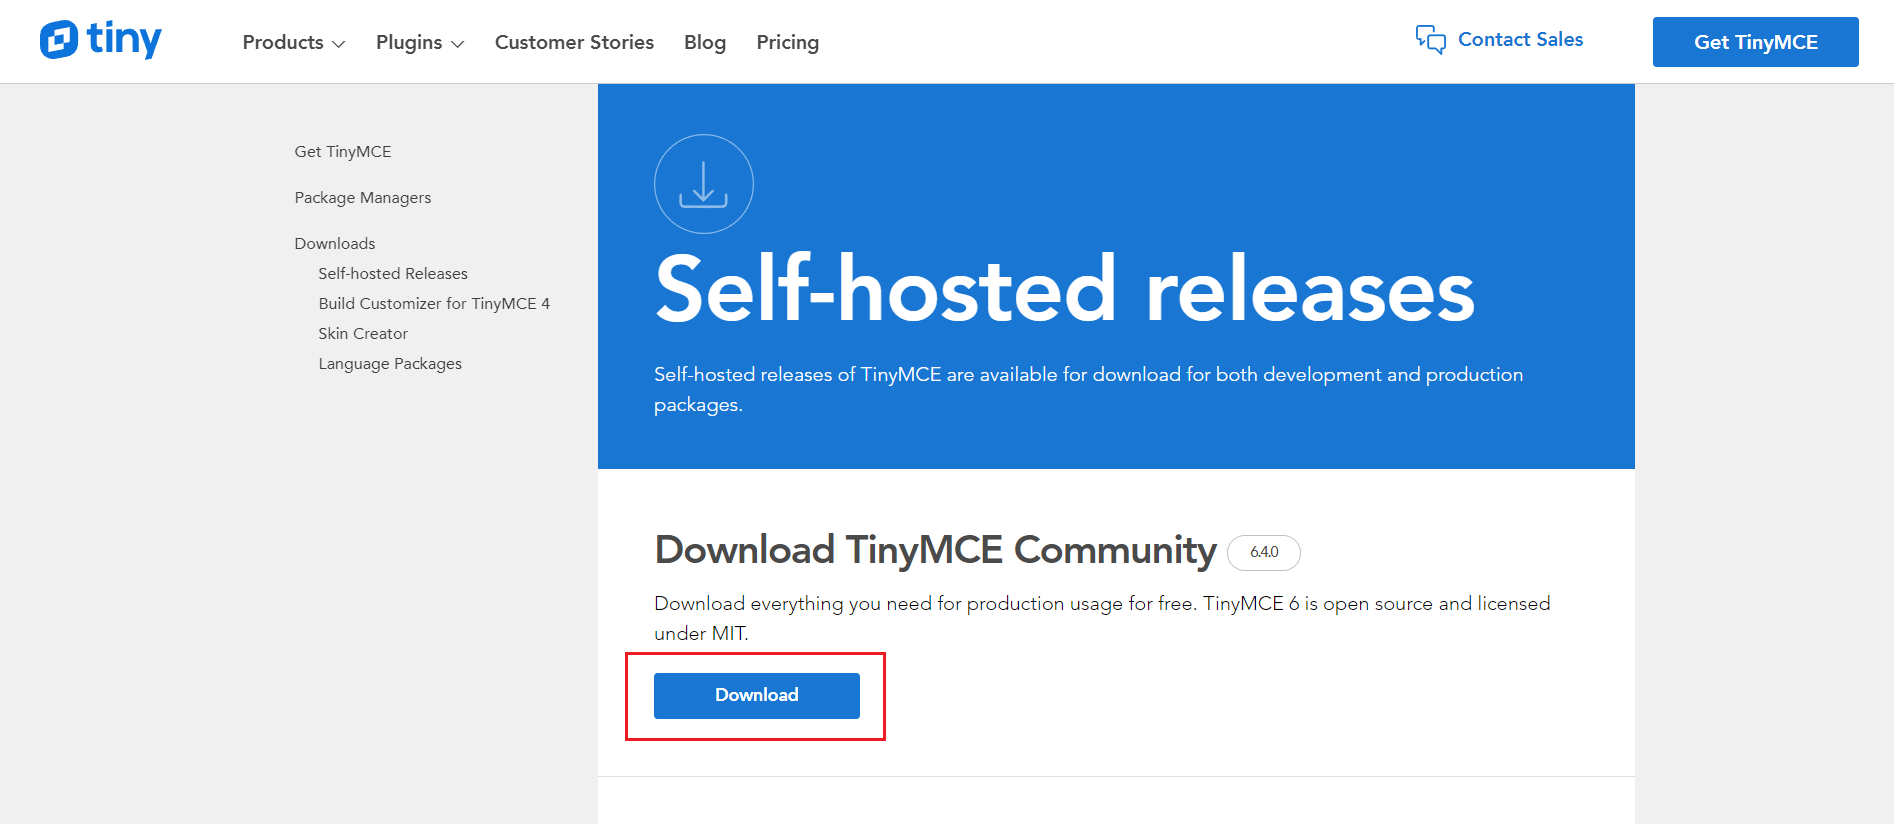 tiny
Products
Plugins
Customer Stories
Blog
Pricing
Contact Sales
Get TinyMCE
Get TinyMCE
Package Managers
Downloads
Self-hosted Releases
Build Customizer for TinyMCE 4
Skin Creator
Language Packages
Self-hosted releases
Self-hosted releases of TinyMCE are available for download for both development and production
packages.
Download TinyMCE Community 6.4.0
Download everything you need for production usage for free. TinyMCE 6 is open source and licensed
under MIT.
Download